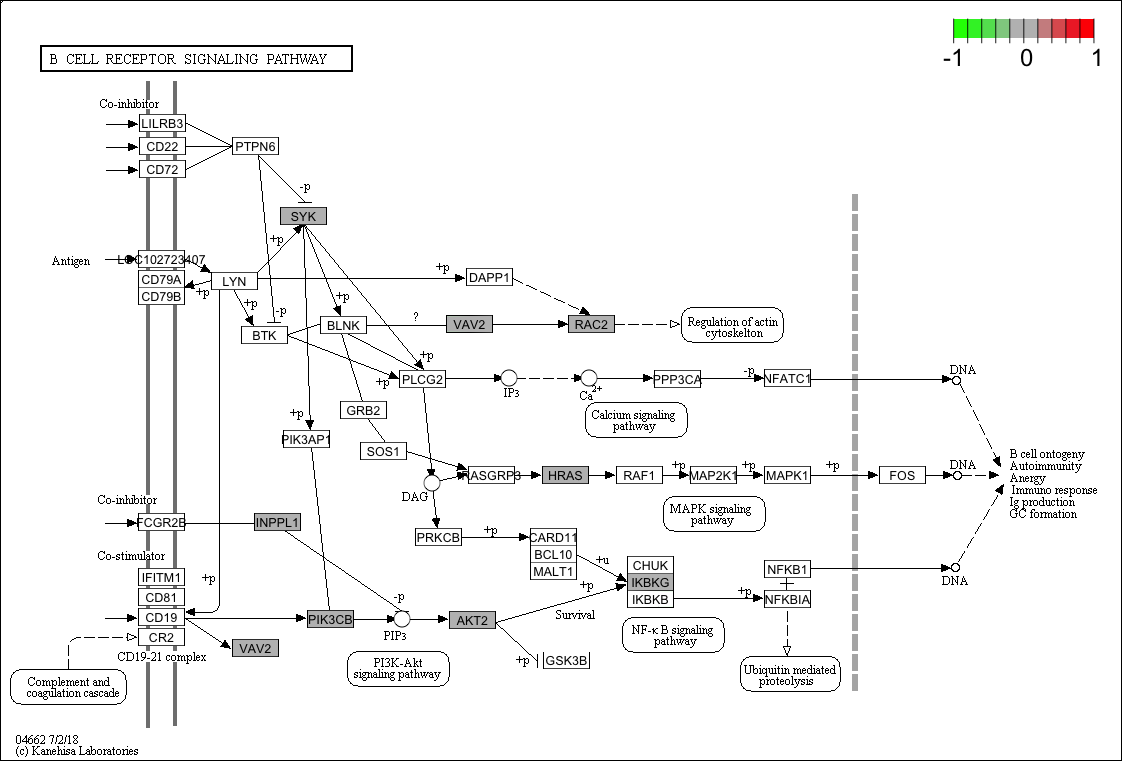 -1 0 1
B CELL RECEPTOR SIGNALING PATHWAY
Co-inhibitor
LILRB3
CD22
PTPN6
CD72
-p
SYK
+p
Antigen
LOC102723407
CD79A
CD79B
+p
LYN
+p
DAPP1
+p
-p
+p
BTK
BLNK
?
VAV2
RAC2
Regulation of actin
cytoskelton
+p
+p
PLCG2
IP3
Ca2+
PPP3CA
-p
NFATC1
DNA
Calcium signaling
pathway
GRB2
+p
PIK3AP1
SOS1
DAG
RASGRP3
HRAS
RAF1
+p
MAP2K1
+p
MAPK1
+p
FOS
DNA
B cell ontogeny
Autoimmunity
Anergy
Immuno response
Ig production
GC formation
MAPK signaling
pathway
Co-inhibitor
FCGR2B
INPPL1
PRKCB
+p
CARD11
BCL10
MALT1
+u
+p
CHUK
IKBKG
IKBKB
+p
NFKB1
NFKBIA
DNA
Co-stimulator
IFITM1
+p
CD81
CD19
CR2
CD19-21 complex
VAV2
PIK3CB
-p
PIP3
AKT2
Survival
+p
GSK3B
NF-κ B signaling
pathway
PI3K-Akt
signaling pathway
Ubiquitin mediated
proteolysis
Complement and
coagulation cascade
04662 7/2/18
(c) Kanehisa Laboratories